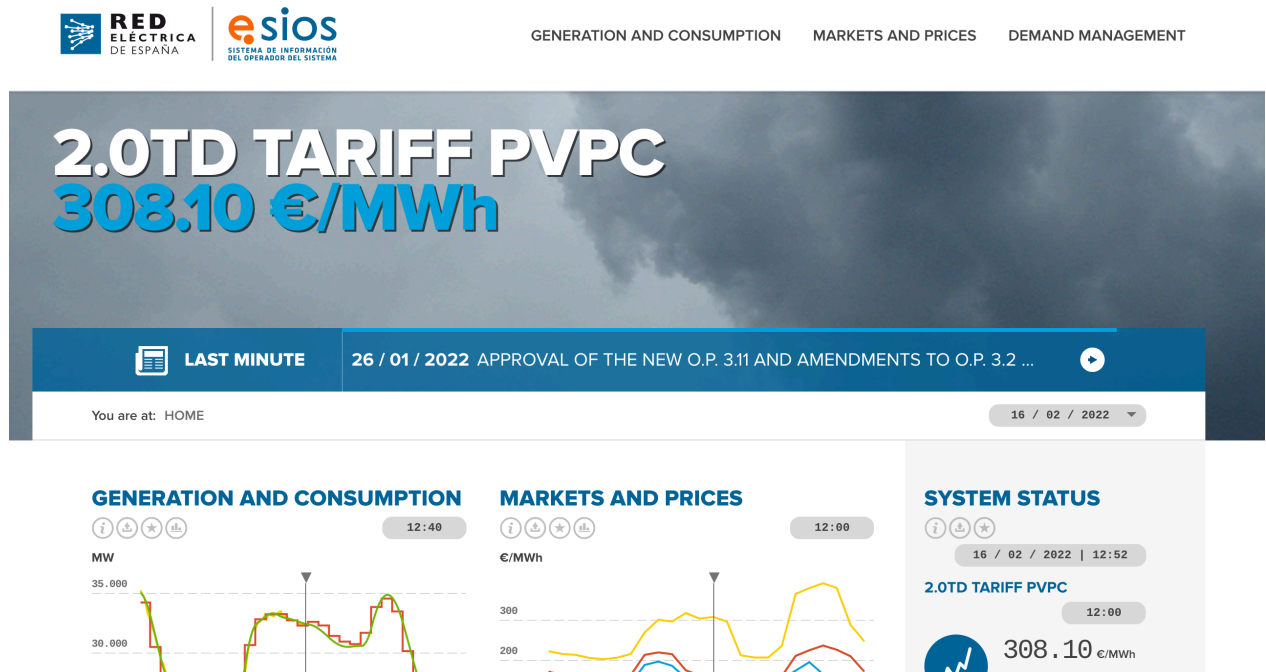 RED
ELÉCTRICA
DE ESPAÑA
esios
SISTEMA DE INFORMACIÓN
DEL OPERADOR DEL SISTEMA
GENERATION AND CONSUMPTION MARKETS AND PRICES DEMAND MANAGEMENT
2.0TD TARIFF PVPC
308.10 €/MWh
LAST MINUTE 26 / 01 / 2022 APPROVAL OF THE NEW O.P. 3.11 AND AMENDMENTS TO O.P. 3.2 ...
You are at: HOME 16 / 02 / 2022
GENERATION AND CONSUMPTION
12:40
MW
35.000
30.000
MARKETS AND PRICES
12:00
€/MWh
300
200
SYSTEM STATUS
16 / 02 / 2022 | 12:52
2.0TD TARIFF PVPC
12:00
308.10 €/MWh